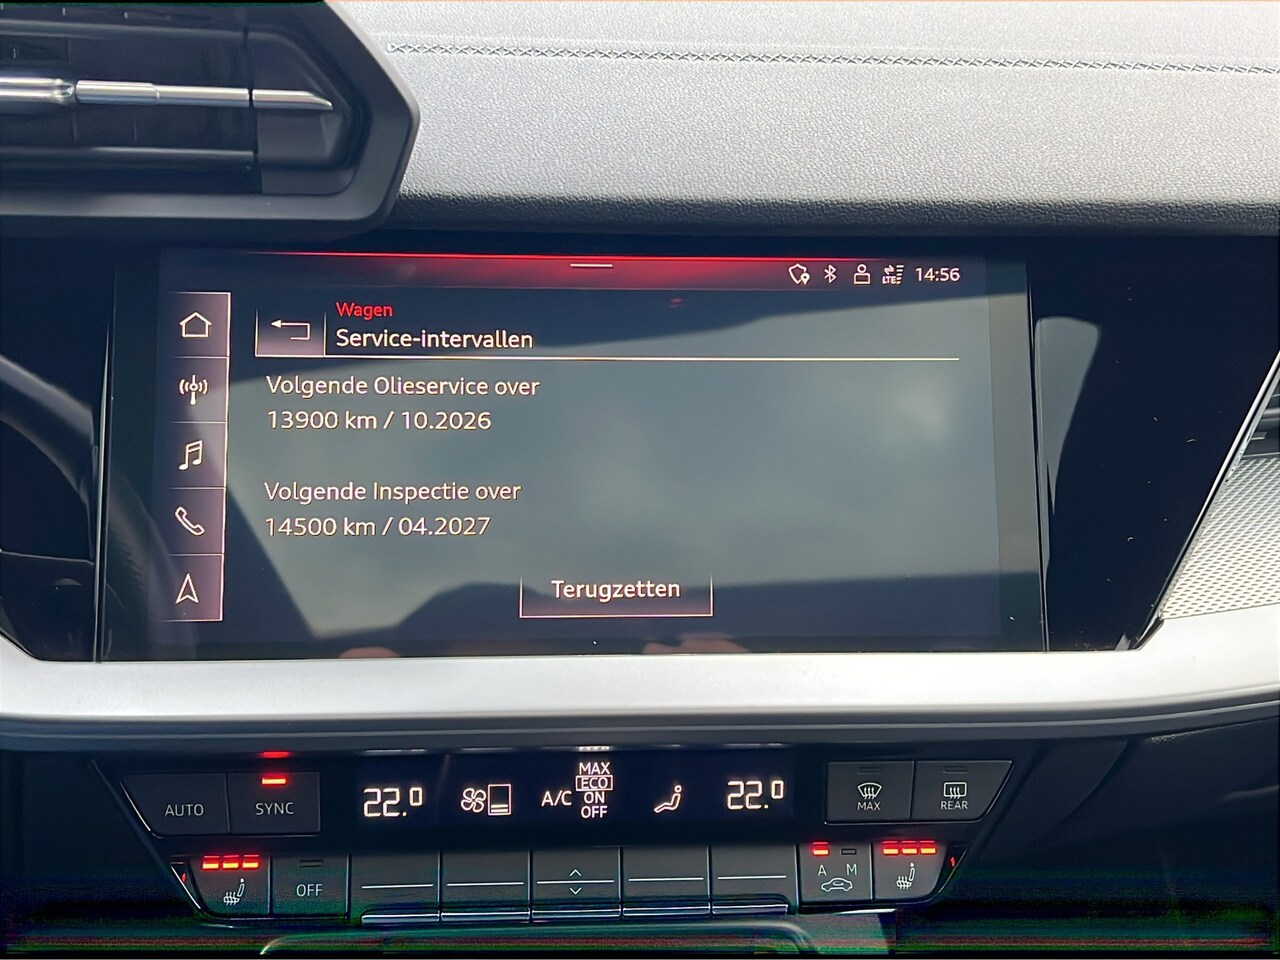 LTE 14:56
Wagen
Service-intervallen
Volgende Olieservice over
13900 km / 10.2026
Volgende Inspectie over
14500 km / 04.2027
Terugzetten
AUTO
SYNC
22.0
A/C
MAX
ECO
ON
OFF
22.0
MAX
REAR
OFF
A M